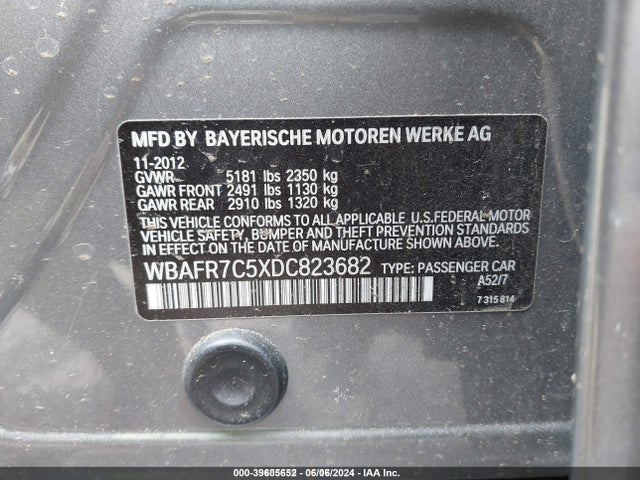 MFD BY BAYERISCHE MOTOREN WERKE AG
11-2012
GVWR 5181 lbs 2350 kg
GAWR FRONT 2491 lbs 1130 kg
GAWR REAR 2910 lbs 1320 kg
THIS VEHICLE CONFORMS TO ALL APPLICABLE U.S.FEDERAL MOTOR
VEHICLE SAFETY, BUMPER AND THEFT PREVENTION STANDARDS
IN EFFECT ON THE DATE OF MANUFACTURE SHOWN ABOVE.
WBAFR7C5XDC823682 TYPE: PASSENGER CAR
A52/7
7 315 814
000-39605652 - 06/06/2024 - IAA Inc.